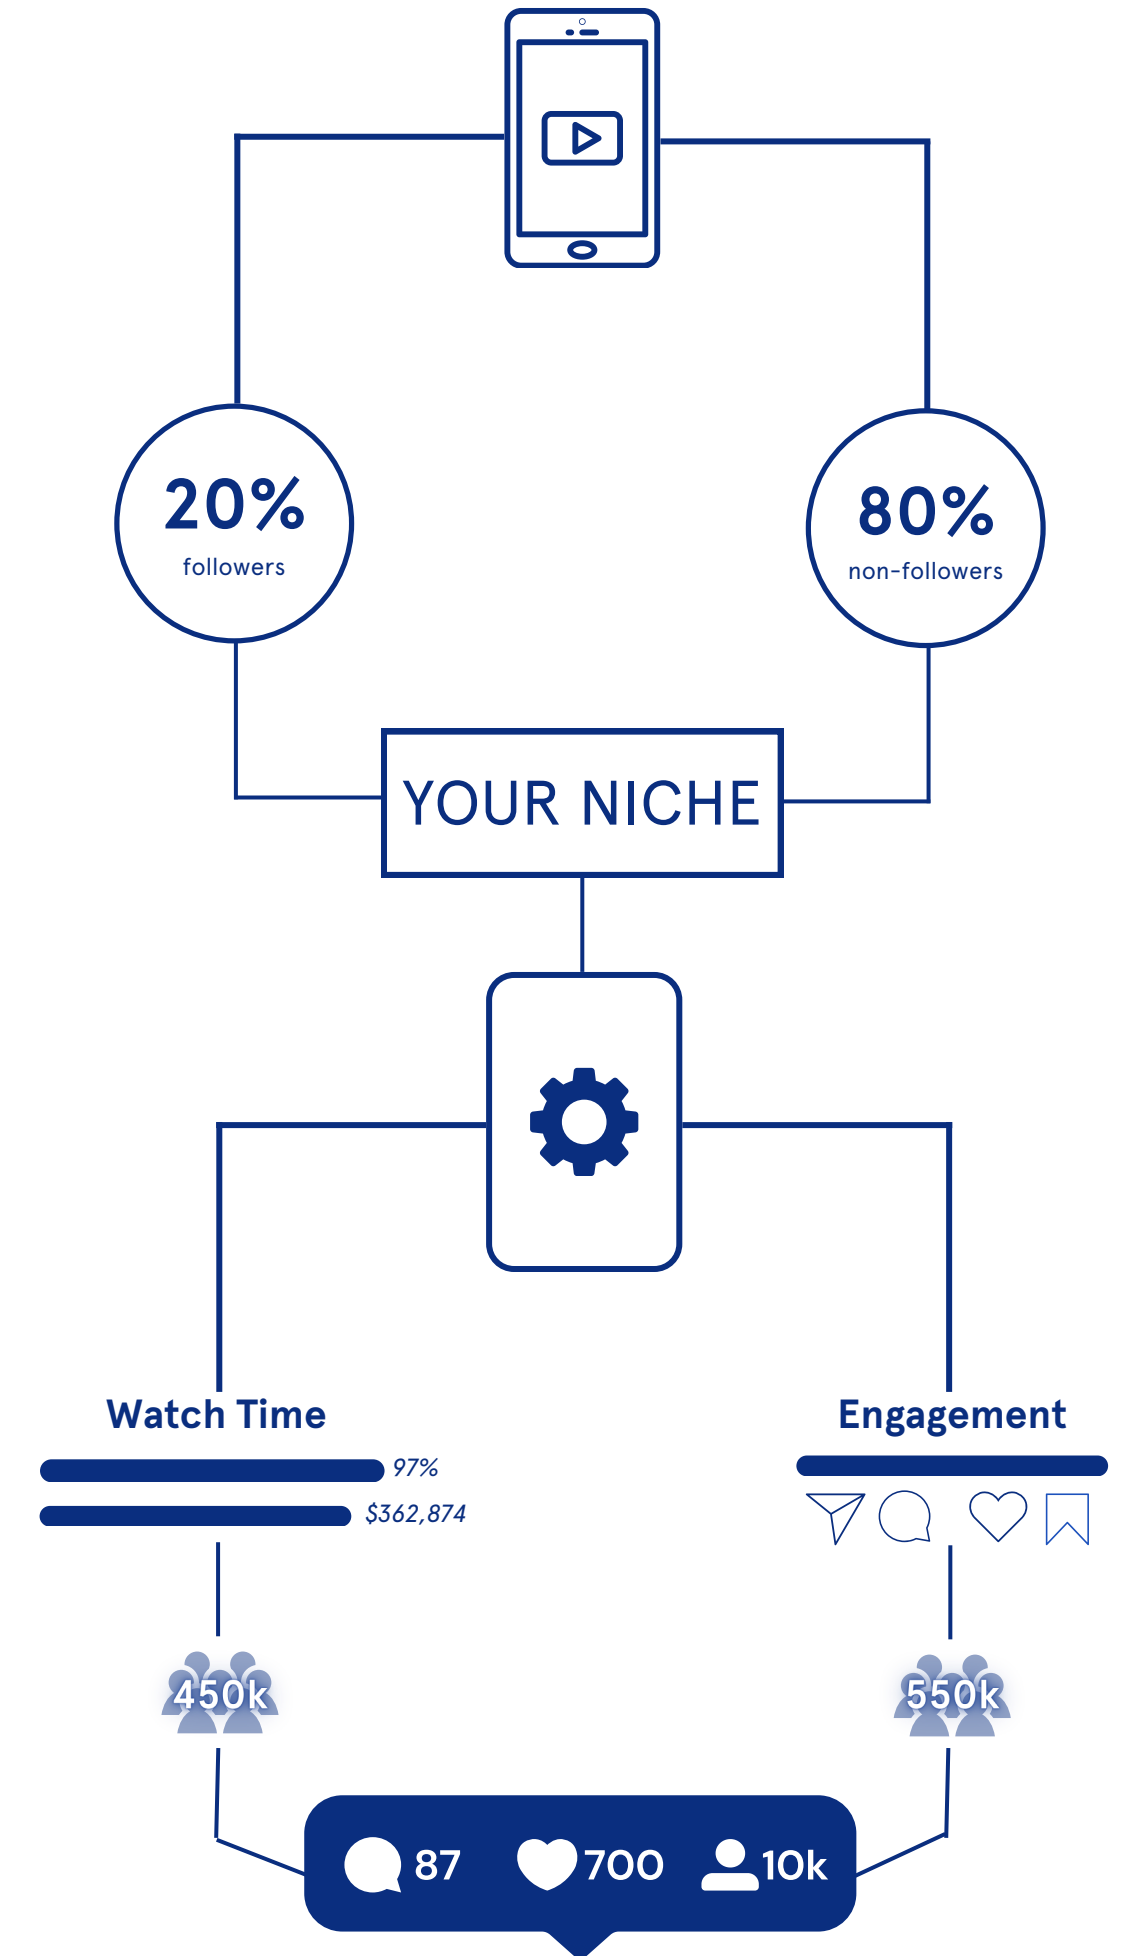 20%
followers
80%
non-followers
YOUR NICHE
Watch Time
97%
$362,874
Engagement
450k
550k
87
700
10k